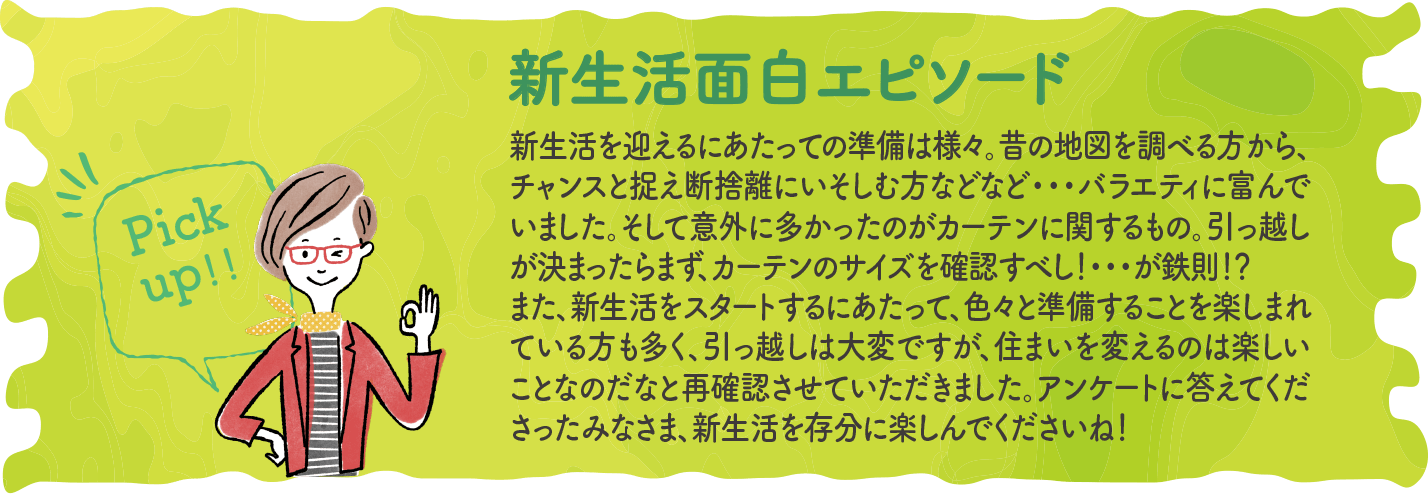 Pick
up!!
新生活面白エピソード
新生活を迎えるにあたっての準備は様々。昔の地図を調べる方から、
チャンスと捉え断捨離にいそしむ方などなど・・・バラエティに富んで
いました。そして意外に多かったのがカーテンに関するもの。引っ越し
が決まったらまず、カーテンのサイズを確認すべし！・・・が鉄則！？
また、新生活をスタートするにあたって、色々と準備することを楽しまれ
ている方も多く、引っ越しは大変ですが、住まいを変えるのは楽しい
ことなのだなと再確認させていただきました。アンケートに答えてくだ
さったみなさま、新生活を存分に楽しんでくださいね！